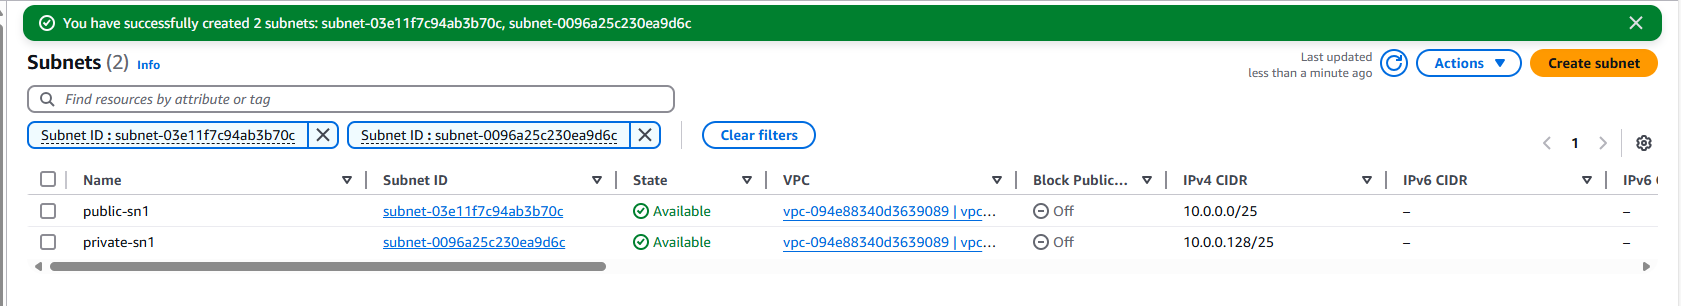 You have successfully created 2 subnets: subnet-03e11f7c94ab3b70c, subnet-0096a25c230ea9d6c
Subnets (2) Info
Last updated
less than a minute ago
Actions
Create subnet
Find resources by attribute or tag
Subnet ID : subnet-03e11f7c94ab3b70c
Subnet ID : subnet-0096a25c230ea9d6c
Clear filters
1
Name Subnet ID State VPC Block Public... IPv4 CIDR IPv6 CIDR IPv6
public-sn1 subnet-03e11f7c94ab3b70c Available vpc-094e88340d3639089 | vpc... Off 10.0.0.0/25 – –
private-sn1 subnet-0096a25c230ea9d6c Available vpc-094e88340d3639089 | vpc... Off 10.0.0.128/25 – –